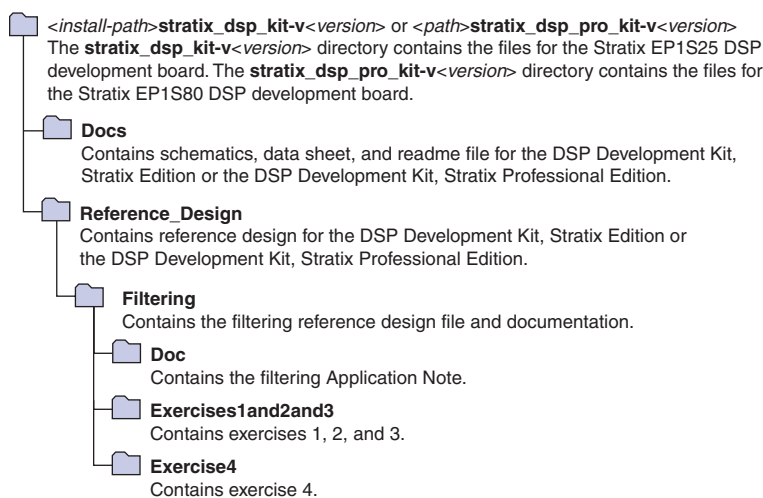 <install-path>stratix_dsp_kit-v<version> or <path>stratix_dsp_pro_kit-v<version>
The stratix_dsp_kit-v<version> directory contains the files for the Stratix EP1S25 DSP
development board. The stratix_dsp_pro_kit-v<version> directory contains the files for
the Stratix EP1S80 DSP development board.
Docs
Contains schematics, data sheet, and readme file for the DSP Development Kit,
Stratix Edition or the DSP Development Kit, Stratix Professional Edition.
Reference_Design
Contains reference design for the DSP Development Kit, Stratix Edition or
the DSP Development Kit, Stratix Professional Edition.
Filtering
Contains the filtering reference design file and documentation.
Doc
Contains the filtering Application Note.
Exercises1and2and3
Contains exercises 1, 2, and 3.
Exercise4
Contains exercise 4.